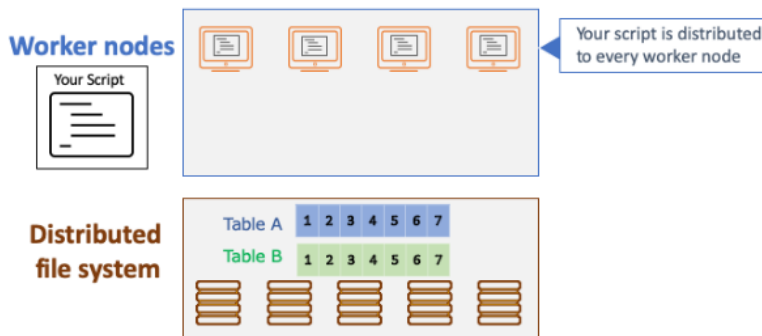 Worker nodes
Your Script
Your script is distributed
to every worker node
Distributed
file system
Table A 1 2 3 4 5 6 7
Table B 1 2 3 4 5 6 7